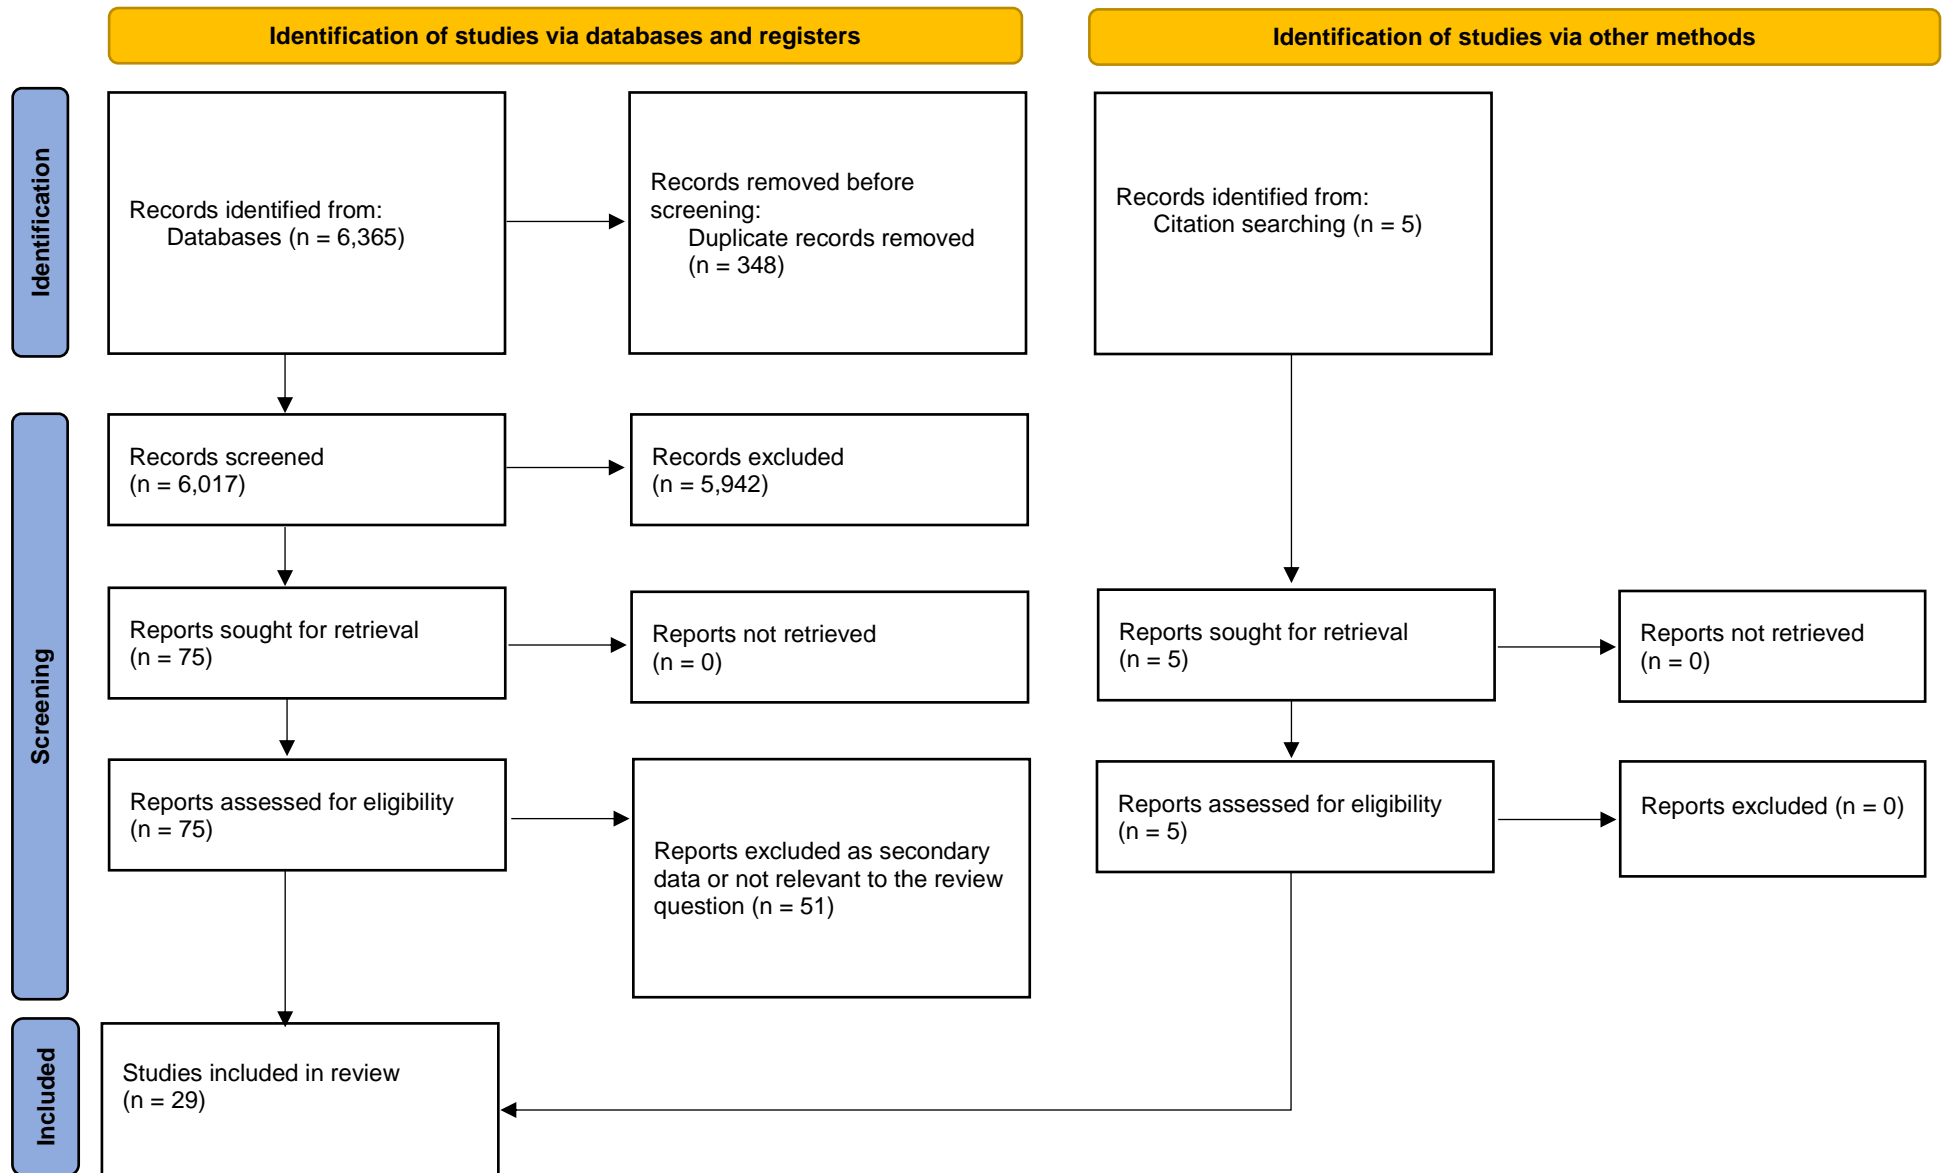 Identification of studies via databases and registers
Identification of studies via other methods
Identification
Records identified from:
Databases (n = 6,365)
Records removed before
screening:
Duplicate records removed
(n = 348)
Records identified from:
Citation searching (n = 5)
Screening
Records screened
(n = 6,017)
Records excluded
(n = 5,942)
Reports sought for retrieval
(n = 75)
Reports not retrieved
(n = 0)
Reports sought for retrieval
(n = 5)
Reports not retrieved
(n = 0)
Reports assessed for eligibility
(n = 75)
Reports excluded as secondary
data or not relevant to the review
question (n = 51)
Reports assessed for eligibility
(n = 5)
Reports excluded (n = 0)
Included
Studies included in review
(n = 29)